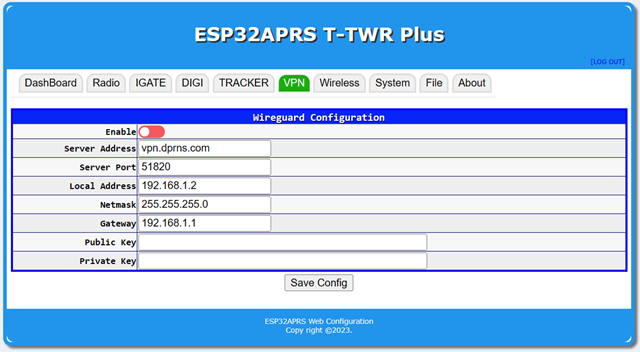 ESP32APRS T-TWR Plus
[LOG OUT]
DashBoard Radio IGATE DIGI TRACKER VPN Wireless System File About
Wireguard Configuration
Enable
Server Address vpn.dprns.com
Server Port 51820
Local Address 192.168.1.2
Netmask 255.255.255.0
Gateway 192.168.1.1
Public Key
Private Key
Save Config
ESP32APRS Web Configuration
Copy right ©2023.